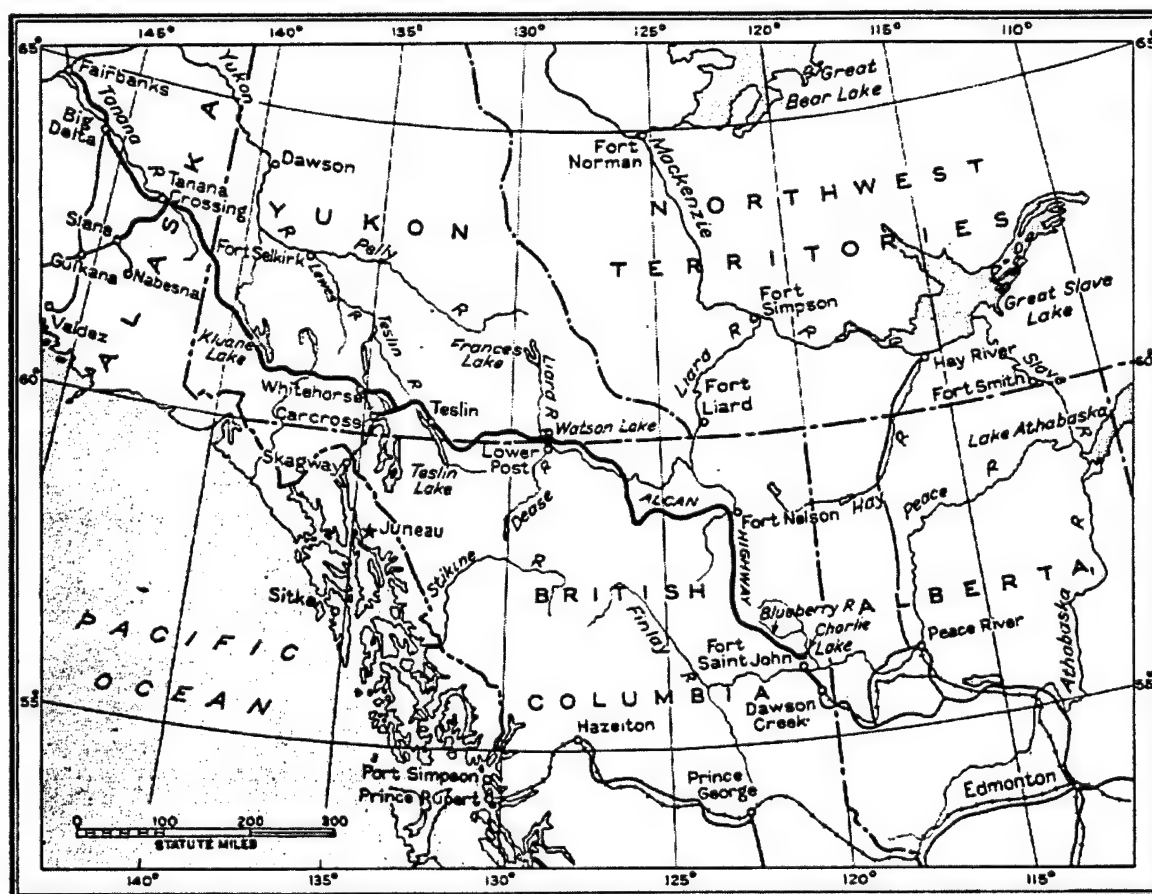 145° 140° 135° 130° 125° 120° 115° 110°
65° 65°
Fairbanks
Tanana
R
Big
Delta
Yukon
R
Dawson
Tanana
Crossing
Slana
Gulkana
Nabesna
Valdez
ALASKA
YUKON
Fort Selkirk
Pelly
R
Lewes
R
Teslin
R
Kluane
Lake
Frances
Lake
Liard R
Whitehorse
Carcross
Teslin
Watson Lake
Lower
Post
Skagway
Teslin
Lake
Dease
R
Juneau
Sitka
Stikine
R
Great
Bear Lake
Fort
Norman
Mackenzie
R
NORTHWEST
TERRITORIES
Fort
Simpson
Great Slave
Lake
Liard
R
Fort
Liard
Hay River
Slave
R
Fort Smith
Lake Athabaska
60° 60°
ALCAN
HIGHWAY
Fort Nelson
Hay
R
Peace
R
BRITISH
COLUMBIA
ALBERTA
Blueberry R
Charlie
Lake
Finlay
R
Fort
Saint John
Peace River
Athabaska
R
Dawson
Creek
PACIFIC
OCEAN
55° 55°
Hazelton
Port Simpson
Prince Rupert
Prince
George
Edmonton
0 100 200 300
STATUTE MILES
140° 135° 130° 125° 120° 115°